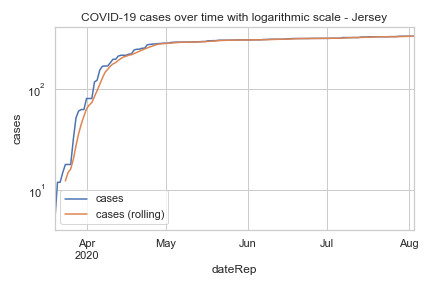 COVID-19 cases over time with logarithmic scale - Jersey
cases
10²
10¹
cases
cases (rolling)
Apr
2020
May
Jun
Jul
Aug
dateRep